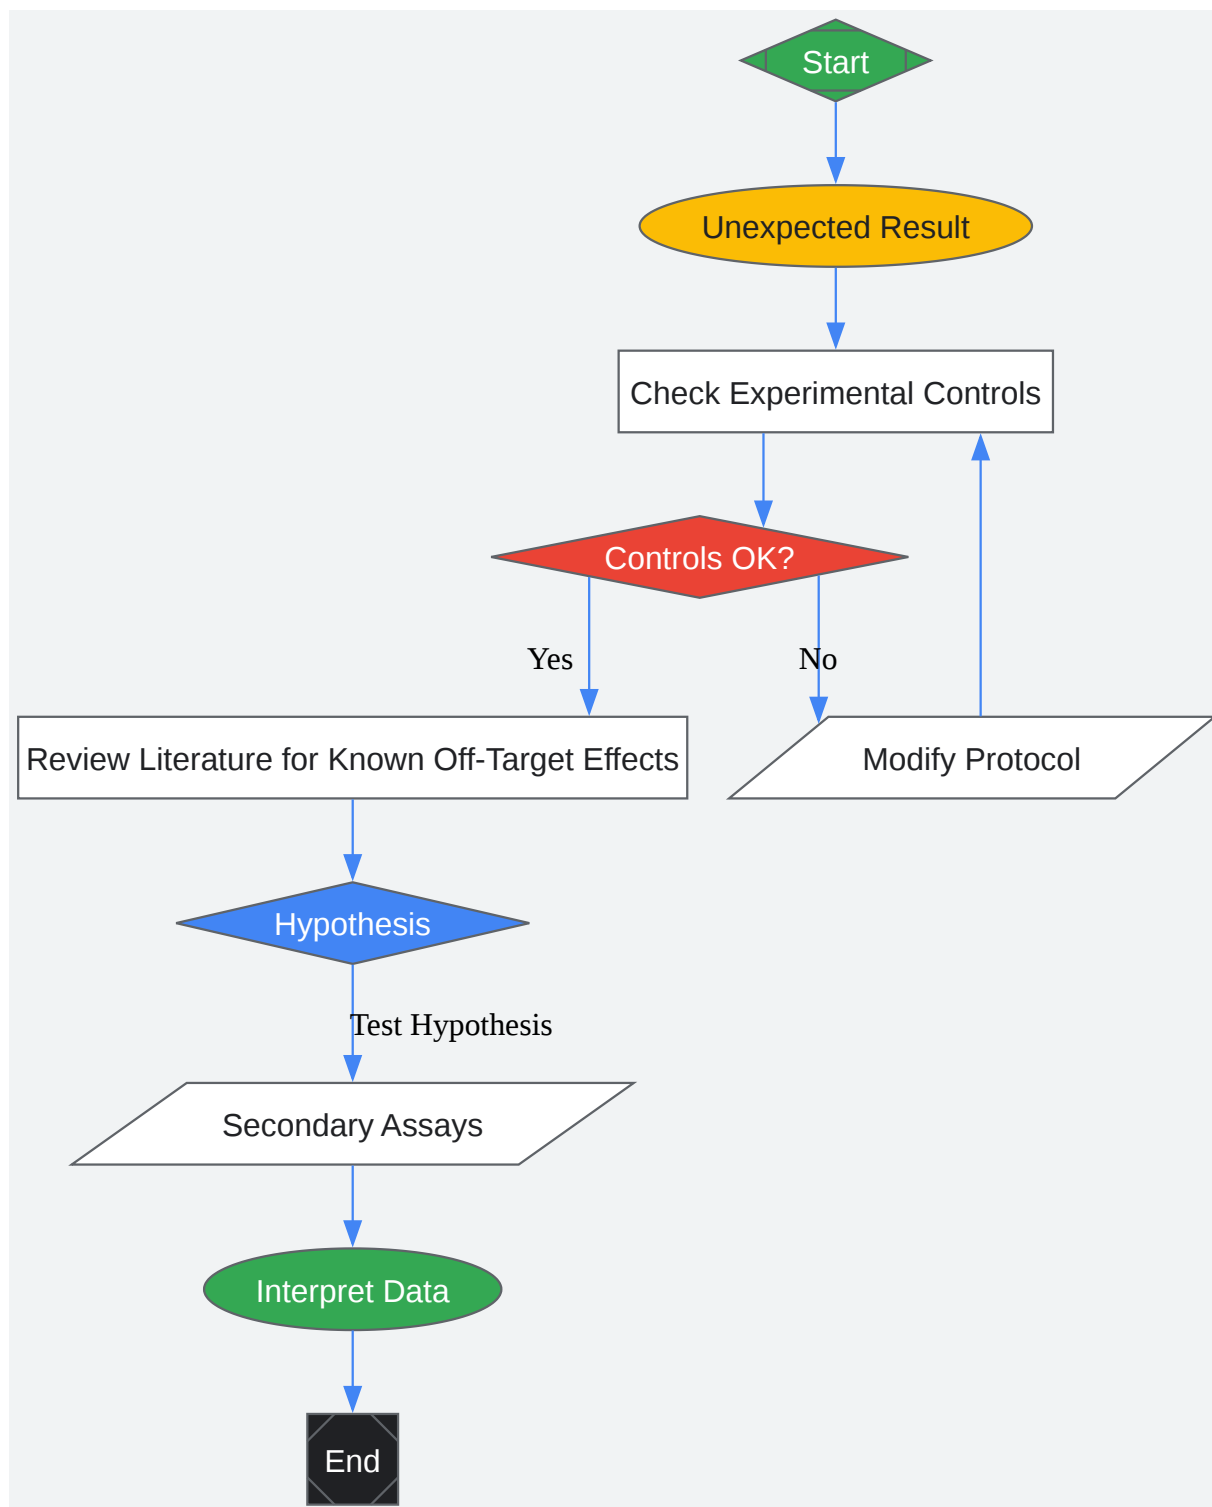 Start
Unexpected Result
Check Experimental Controls
Controls OK?
Yes
No
Review Literature for Known Off-Target Effects
Modify Protocol
Hypothesis
Test Hypothesis
Secondary Assays
Interpret Data
End